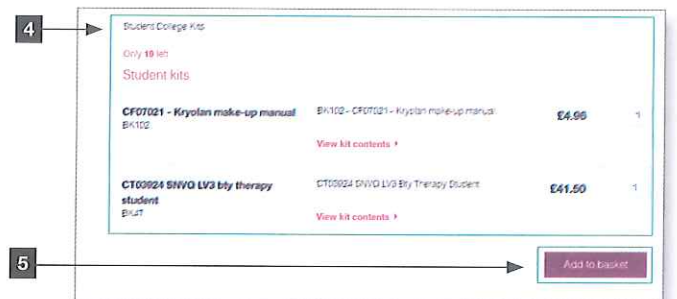 4
Student College Kits
Only 19 left
Student kits
CF07021 - Kryolan make-up manual BK102 - CF07021 - Kryolan make-up manual £4.96 1
BK102
View kit contents
CT03924 SNVQ LV3 bty therapy CT03924 SNVQ LV3 Bty Therapy Student £41.50 1
student
BK47
View kit contents
5 Add to basket